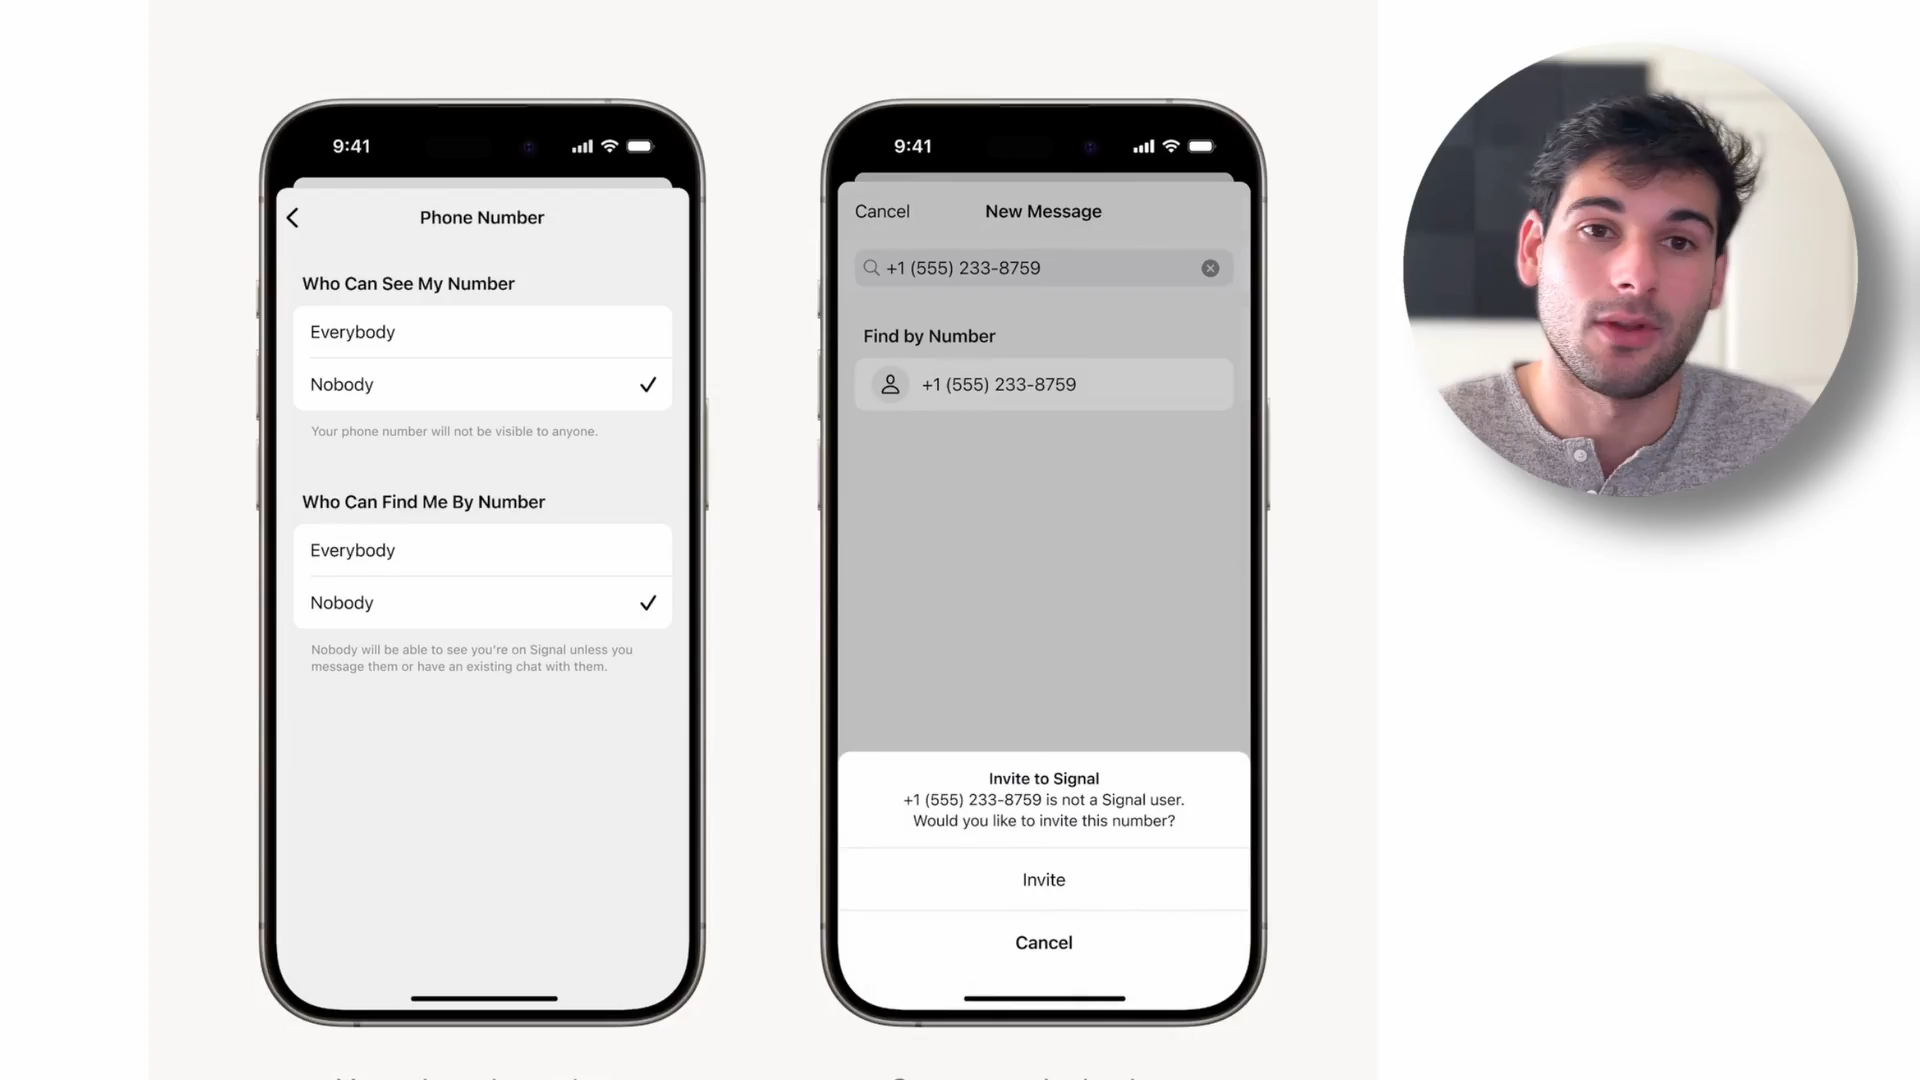 9:41
Phone Number
Who Can See My Number
Everybody
Nobody
Your phone number will not be visible to anyone.
Who Can Find Me By Number
Everybody
Nobody
Nobody will be able to see you're on Signal unless you
message them or have an existing chat with them.
9:41
Cancel
New Message
+1 (555) 233-8759
Find by Number
+1 (555) 233-8759
Invite to Signal
+1 (555) 233-8759 is not a Signal user.
Would you like to invite this number?
Invite
Cancel